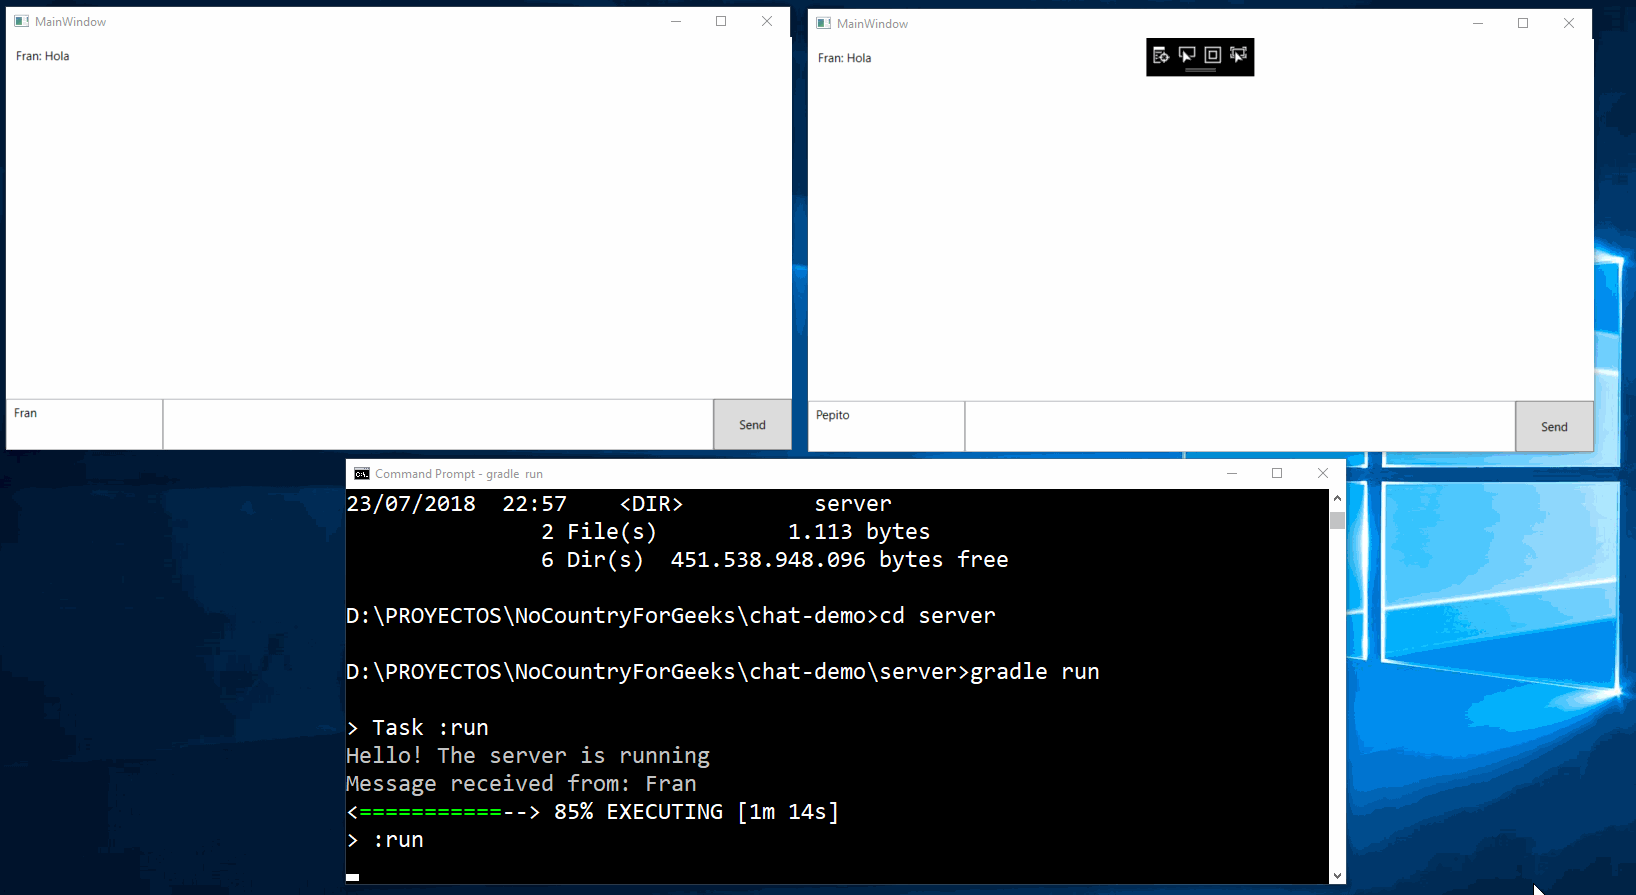 MainWindow
Fran: Hola
Fran
Send
MainWindow
Fran: Hola
Pepito
Send
Command Prompt - gradle run
23/07/2018  22:57    <DIR>          server
               2 File(s)          1.113 bytes
               6 Dir(s)  451.538.948.096 bytes free
D:\PROYECTOS\NoCountryForGeeks\chat-demo>cd server
D:\PROYECTOS\NoCountryForGeeks\chat-demo\server>gradle run
> Task :run
Hello! The server is running
Message received from: Fran
<===========--> 85% EXECUTING [1m 14s]
> :run